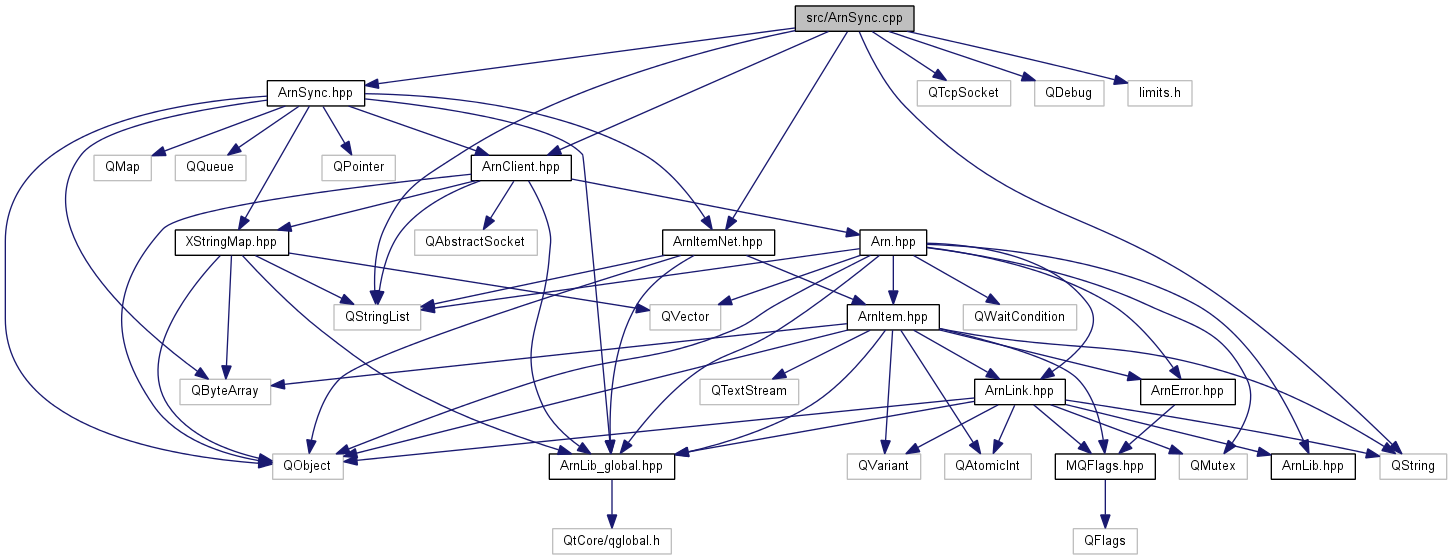 src/ArnSync.cpp
ArnSync.hpp
QTcpSocket
QDebug
limits.h
QMap
QQueue
QPointer
ArnClient.hpp
XStringMap.hpp
QAbstractSocket
ArnItemNet.hpp
Arn.hpp
QStringList
QVector
ArnItem.hpp
QWaitCondition
QByteArray
QTextStream
ArnLink.hpp
ArnError.hpp
QObject
ArnLib_global.hpp
QVariant
QAtomicInt
MQFlags.hpp
QMutex
ArnLib.hpp
QString
QtCore/qglobal.h
QFlags